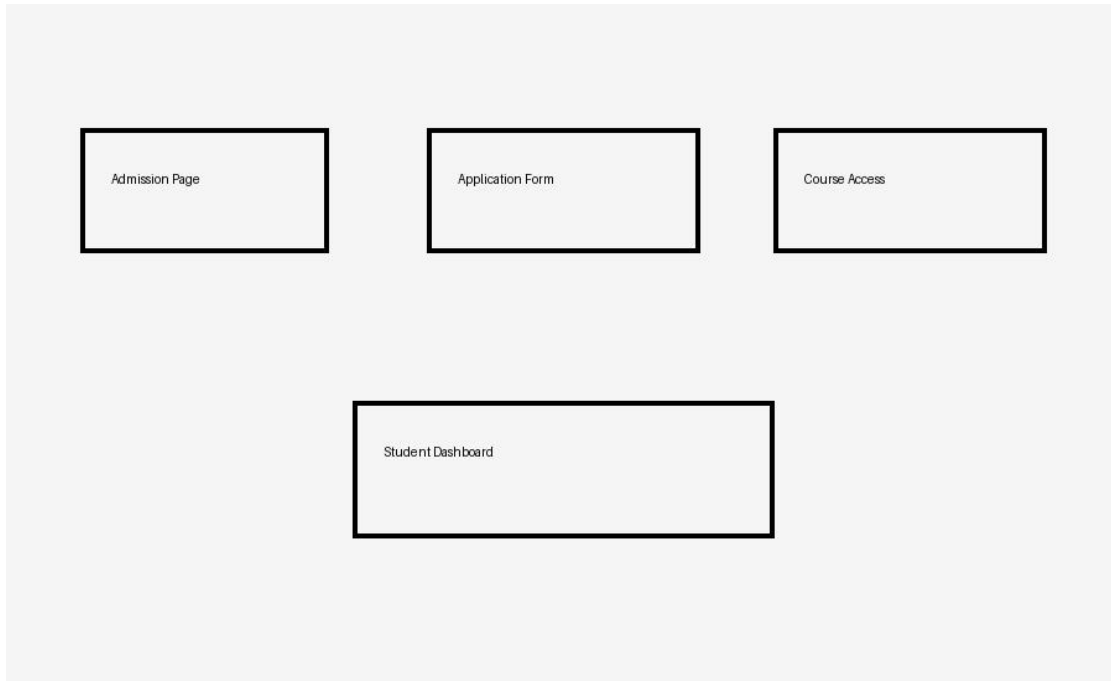 Admission Page
Application Form
Course Access
Student Dashboard